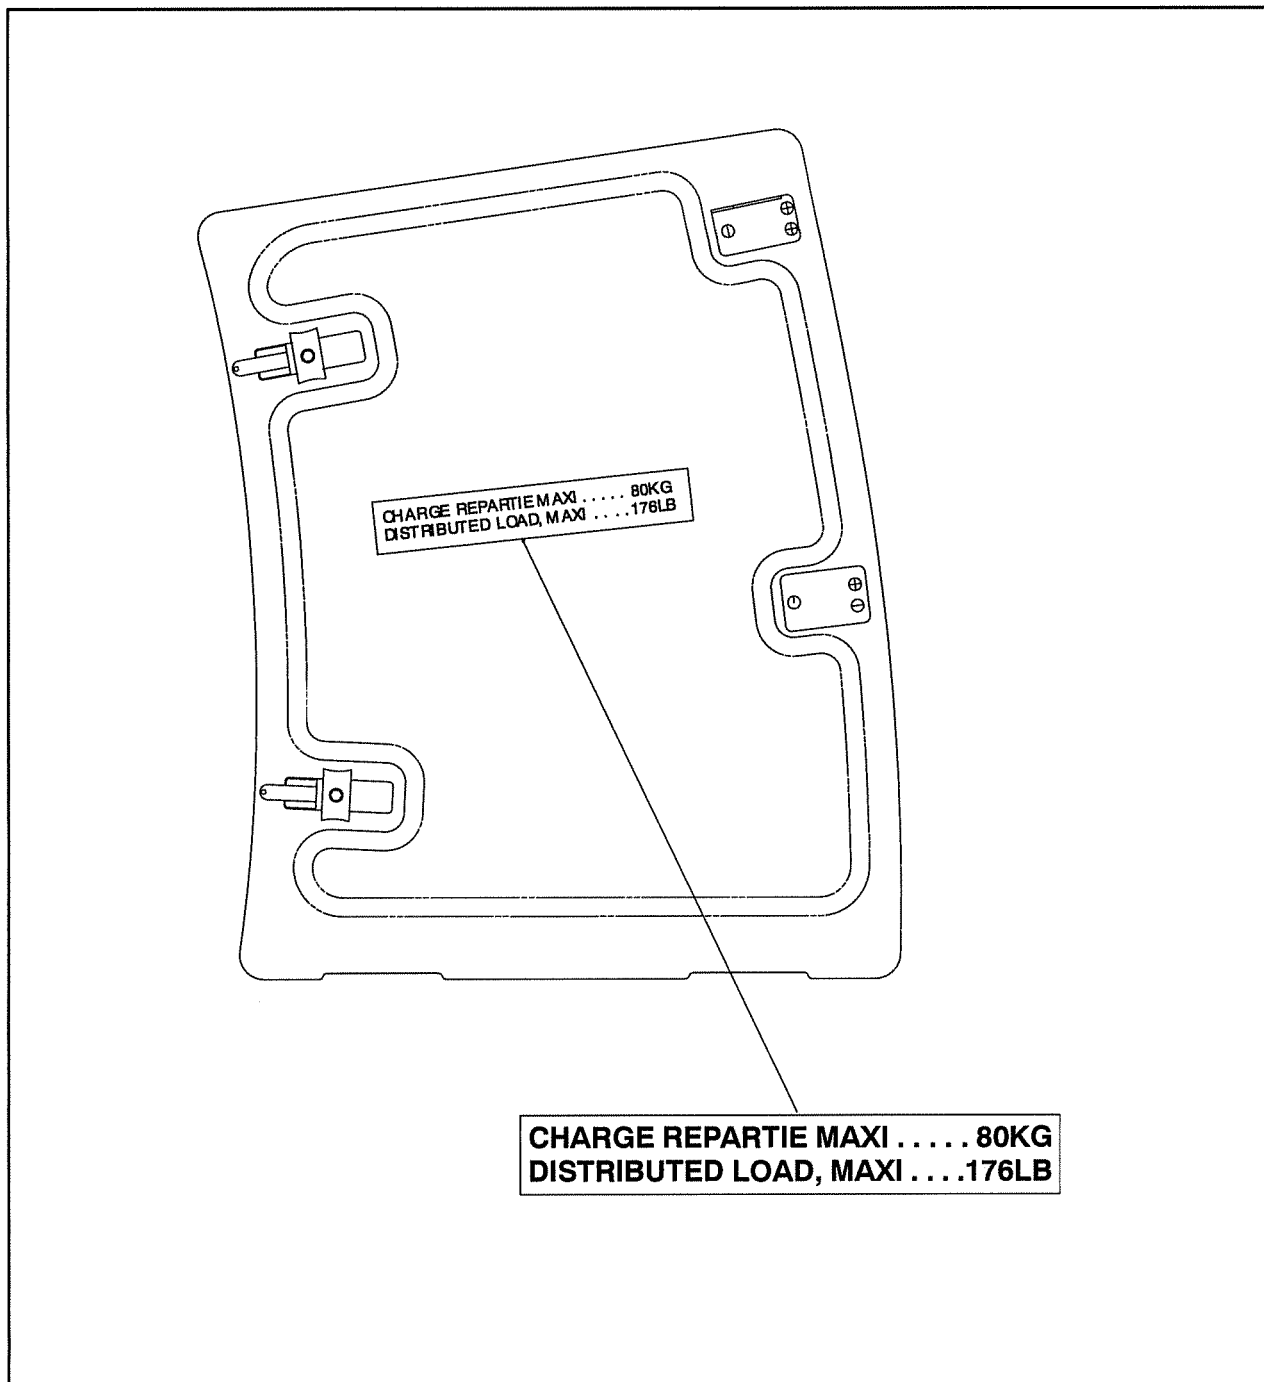 CHARGE REPARTIE MAXI ..... 80KG
DISTRIBUTED LOAD, MAXI ....176LB
CHARGE REPARTIE MAXI ..... 80KG
DISTRIBUTED LOAD, MAXI ....176LB